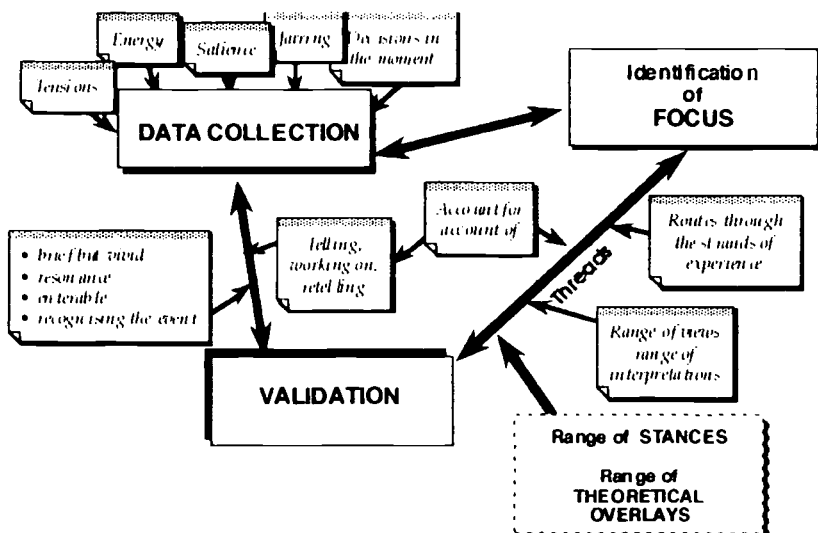 Tensions
Energy
Salience
Jarring
Decisions in
the moment
DATA COLLECTION
Identification
of
FOCUS
• brief but vivid
• resonance
• enterable
• recognising the event
Telling,
working on,
retelling
Account for
account of
Threads
Routes through
the strands of
experience
Range of views
range of
interpretations
VALIDATION
Range of STANCES
Range of
THEORETICAL
OVERLAYS